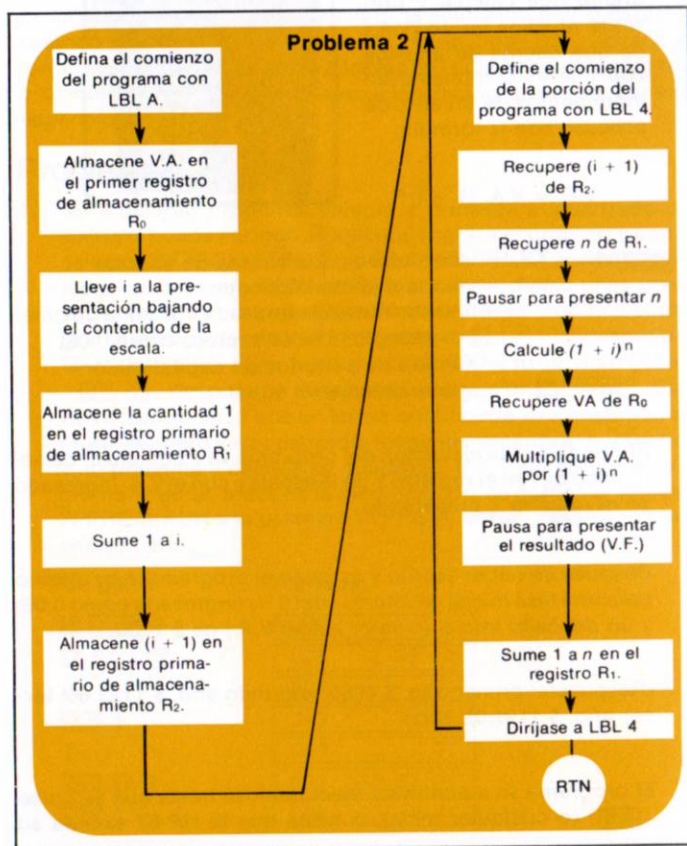 Problema 2
Defina el comienzo
del programa con
LBL A.
Almacene V.A. en
el primer registro
de almacenamiento
R₀
Lleve i a la pre-
sentación bajando
el contenido de la
escala.
Almacene la cantidad 1
en el registro primario
de almacenamiento R₁
Sume 1 a i.
Almacene (i + 1) en
el registro prima-
rio de almacena-
miento R₂.
Define el comienzo
de la porción del
programa con LBL 4.
Recupere (i + 1)
de R₂.
Recupere n de R₁.
Pausar para presentar n
Calcule (1 + i)ⁿ
Recupere VA de R₀
Multiplique V.A.
por (1 + i)ⁿ
Pausa para presentar
el resultado (V.F.)
Sume 1 a n en el
registro R₁.
Diríjase a LBL 4
RTN